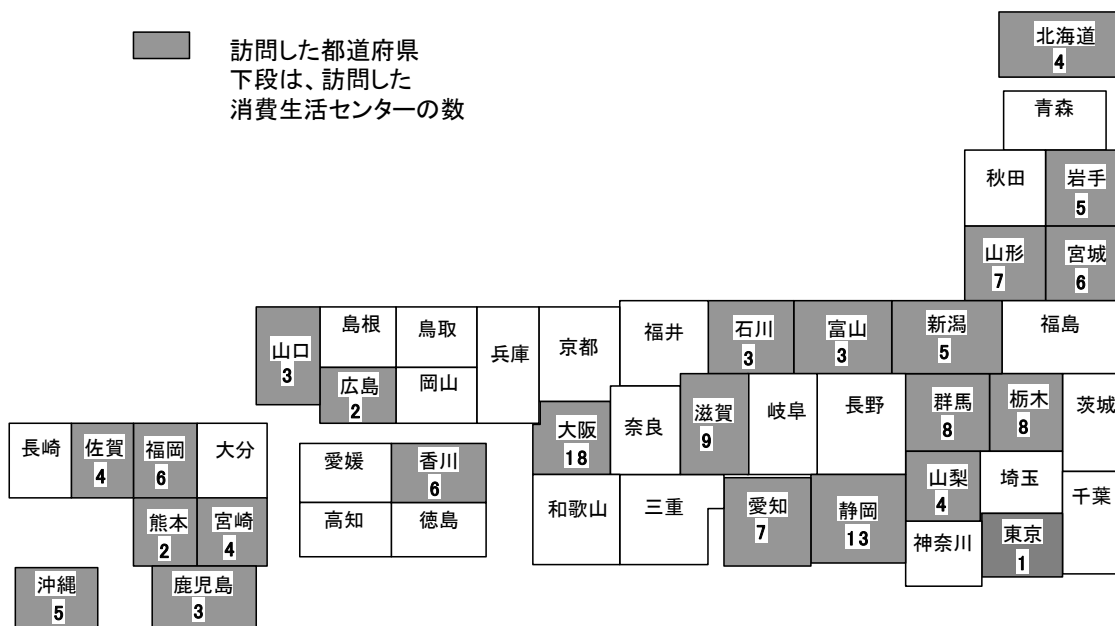 訪問した都道府県
下段は、訪問した
消費生活センターの数
北海道
4
青森
秋田
岩手
5
山形
7
宮城
6
山口
3
島根
鳥取
兵庫
京都
福井
石川
3
富山
3
新潟
5
福島
広島
2
岡山
大阪
18
奈良
滋賀
9
岐阜
長野
群馬
8
栃木
8
茨城
長崎
佐賀
4
福岡
6
大分
愛媛
香川
6
和歌山
三重
愛知
7
静岡
13
山梨
4
埼玉
千葉
熊本
2
宮崎
4
高知
徳島
神奈川
東京
1
沖縄
5
鹿児島
3